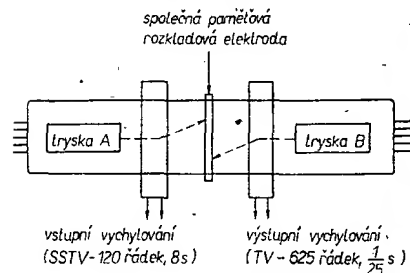 společná paměťová
rozkladová elektroda
tryska A
tryska B
vstupní vychylování
(SSTV-120 řádek, 8s)
výstupní vychylování
(TV-625 řádek, 1/25 s)